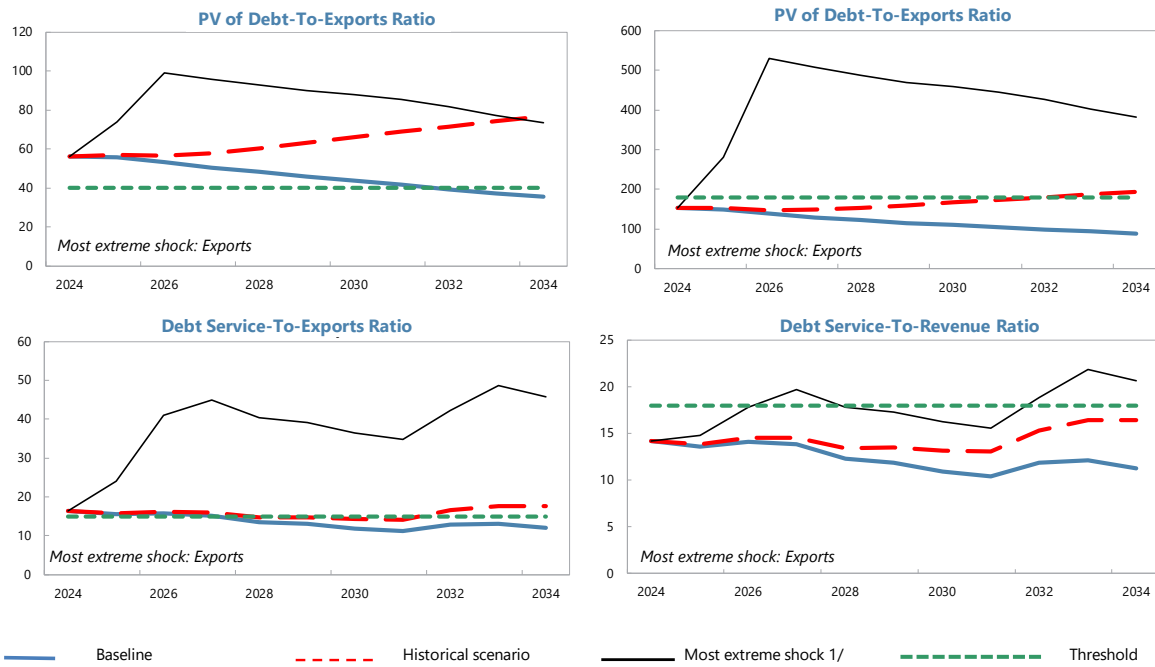 PV of Debt-To-Exports Ratio
120
100
80
60
40
20
0
Most extreme shock: Exports
2024 2026 2028 2030 2032 2034
PV of Debt-To-Exports Ratio
600
500
400
300
200
100
0
Most extreme shock: Exports
2024 2026 2028 2030 2032 2034
Debt Service-To-Exports Ratio
60
50
40
30
20
10
0
Most extreme shock: Exports
2024 2026 2028 2030 2032 2034
Debt Service-To-Revenue Ratio
25
20
15
10
5
0
Most extreme shock: Exports
2024 2026 2028 2030 2032 2034
Baseline Historical scenario Most extreme shock 1/ Threshold